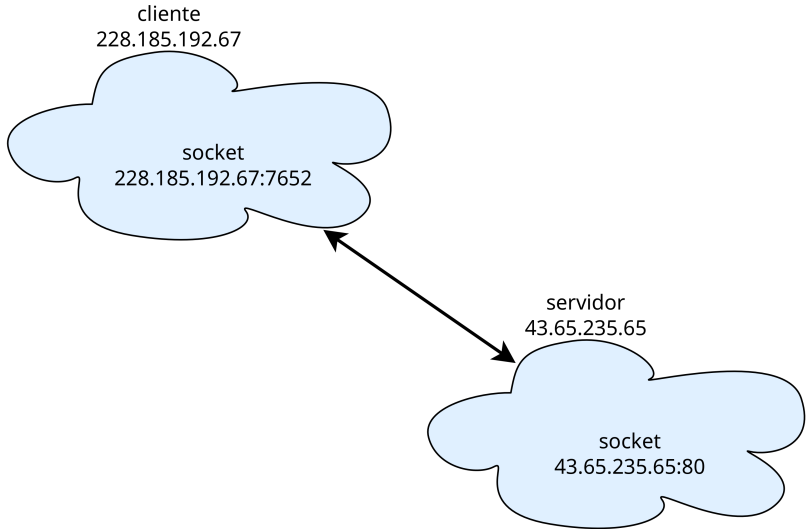 cliente
228.185.192.67
socket
228.185.192.67:7652
servidor
43.65.235.65
socket
43.65.235.65:80